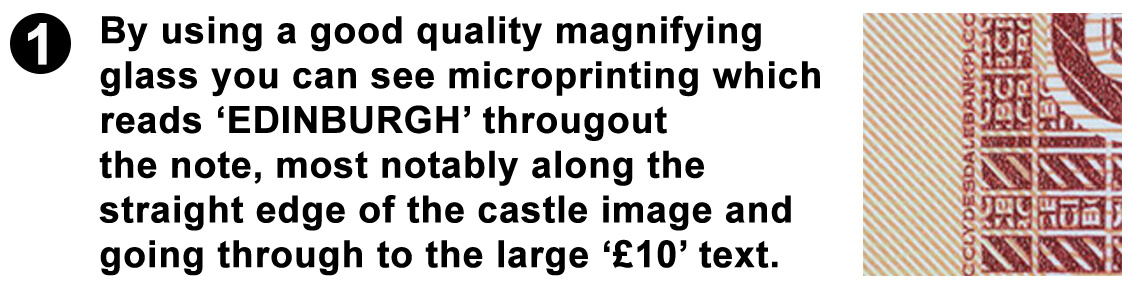 1
By using a good quality magnifying
glass you can see microprinting which
reads ‘EDINBURGH’ througout
the note, most notably along the
straight edge of the castle image and
going through to the large ‘£10’ text.
CCLYDESDALEBANKPLCC